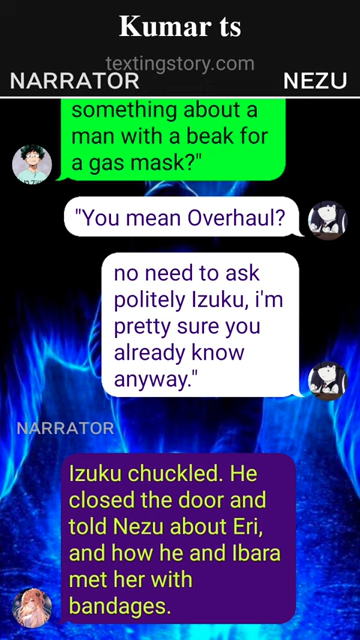 Kumar ts
textingstory.com
NARRATOR NEZU
something about a
man with a beak for
a gas mask?"
"You mean Overhaul?
no need to ask
politely Izuku, i'm
pretty sure you
already know
anyway."
NARRATOR
Izuku chuckled. He
closed the door and
told Nezu about Eri,
and how he and Ibara
met her with
bandages.